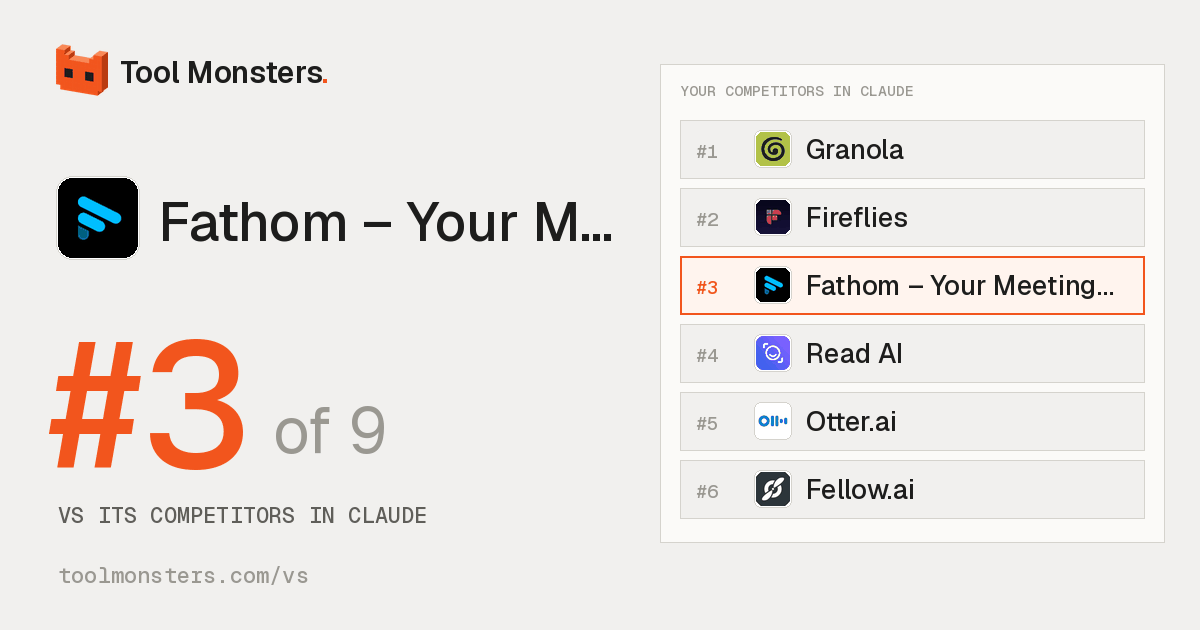 Tool Monsters.
Fathom – Your M...
#3 of 9
VS ITS COMPETITORS IN CLAUDE
toolmonsters.com/vs
YOUR COMPETITORS IN CLAUDE
#1 Granola
#2 Fireflies
#3 Fathom – Your Meeting...
#4 Read AI
#5 Otter.ai
#6 Fellow.ai